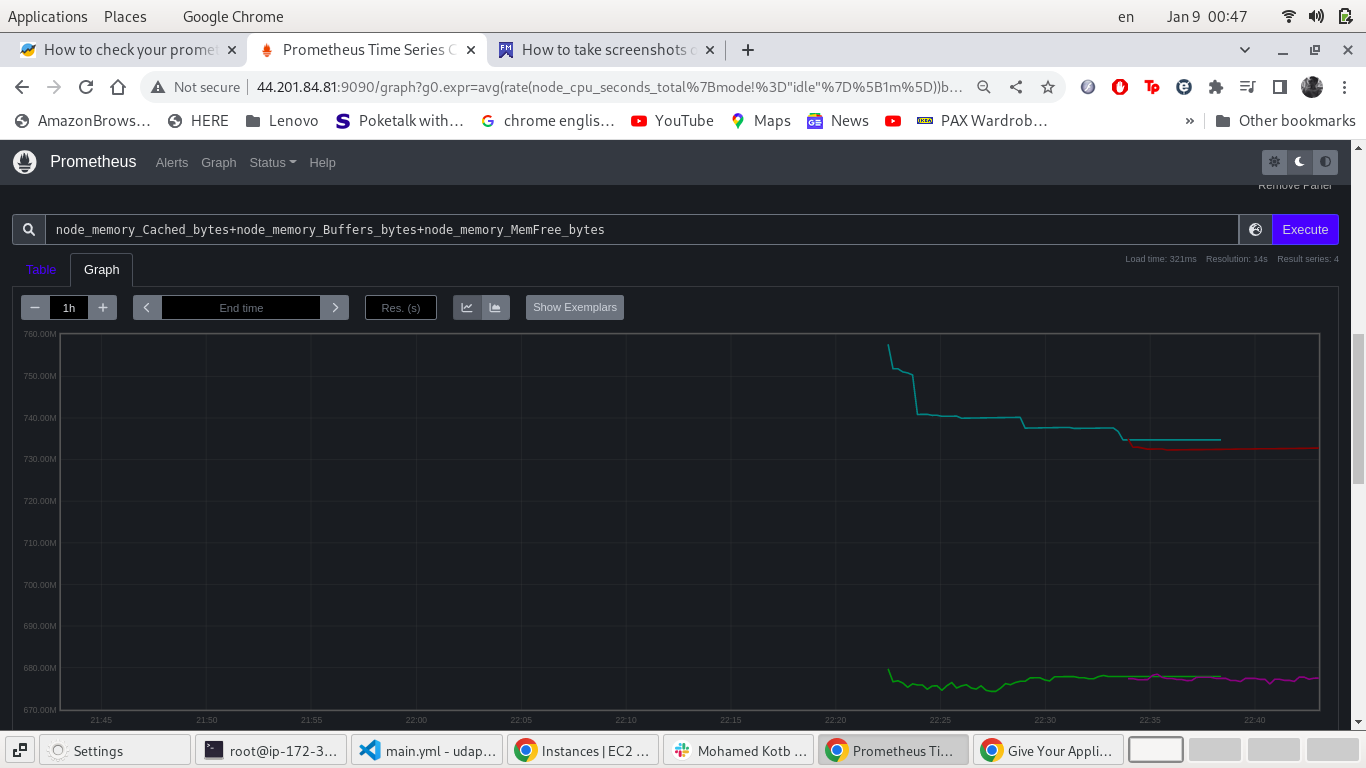 Applications Places Google Chrome en Jan 9 00:47
How to check your promet Prometheus Time Series C How to take screenshots o
Not secure 44.201.84.81:9090/graph?g0.expr=avg(rate(node_cpu_seconds_total%7Bmode!%3D"idle"%7D%5B1m%5D))b…
AmazonBrows… HERE Lenovo Poketalk with… chrome englis… YouTube Maps News PAX Wardrob… » Other bookmarks
Prometheus Alerts Graph Status Help
Remove Panel
node_memory_Cached_bytes+node_memory_Buffers_bytes+node_memory_MemFree_bytes Execute
Load time: 321ms Resolution: 14s Result series: 4
Table Graph
1h End time Res. (s) Show Exemplars
760.00M
750.00M
740.00M
730.00M
720.00M
710.00M
700.00M
690.00M
680.00M
670.00M
21:45 21:50 21:55 22:00 22:05 22:10 22:15 22:20 22:25 22:30 22:35 22:40
Settings root@ip-172-3… main.yml - udap… Instances | EC2 … Mohamed Kotb … Prometheus Ti… Give Your Appli…